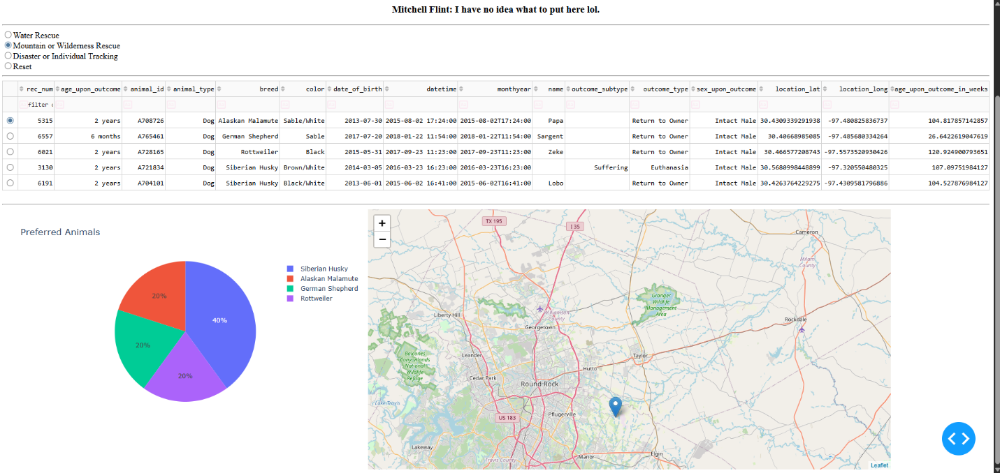 Mitchell Flint: I have no idea what to put here lol.
Water Rescue
Mountain or Wilderness Rescue
Disaster or Individual Tracking
Reset
rec_num age_upon_outcome animal_id animal_type breed color date_of_birth datetime monthyear name outcome_subtype outcome_type sex_upon_outcome location_lat location_long age_upon_outcome_in_weeks
filter
5315 2 years A708726 Dog Alaskan Malamute Sable/White 2013-07-30 2015-08-02 17:24:00 2015-08-02T17:24:00 Papa Return to Owner Intact Male 30.4309339291938 -97.480825836737 104.817857142857
6557 6 months A765461 Dog German Shepherd Sable 2017-07-20 2018-01-22 11:54:00 2018-01-22T11:54:00 Sargent Return to Owner Intact Male 30.40668985085 -97.485680334264 26.6422619047619
6021 2 years A728165 Dog Rottweiler Black 2015-05-31 2017-09-23 11:23:00 2017-09-23T11:23:00 Zeke Return to Owner Intact Male 30.466577208743 -97.5573520930426 120.924900793651
3130 2 years A721834 Dog Siberian Husky Brown/White 2014-03-05 2016-03-23 16:23:00 2016-03-23T16:23:00 Suffering Euthanasia Intact Male 30.5680998448899 -97.320550480325 107.09751984127
6191 2 years A704101 Dog Siberian Husky Black/White 2013-06-01 2015-06-02 16:41:00 2015-06-02T16:41:00 Lobo Return to Owner Intact Male 30.4263764229275 -97.4309581796886 104.527876984127
Preferred Animals
40%
20%
20%
20%
Siberian Husky
Alaskan Malamute
German Shepherd
Rottweiler
+
−
TX 195
I 35
Cameron
Milam
County
Granger
Wildlife
Management
Area
Liberty Hill
Williamson
County
Georgetown
Rockdale
Leander
Balcones
Canyonlands
National
Wildlife
Refuge
Taylor
Hutto
Cedar Park
Round Rock
Lake Travis
US 183
Pflugerville
Lakeway
Manor
Elgin
Travis County
Leaflet